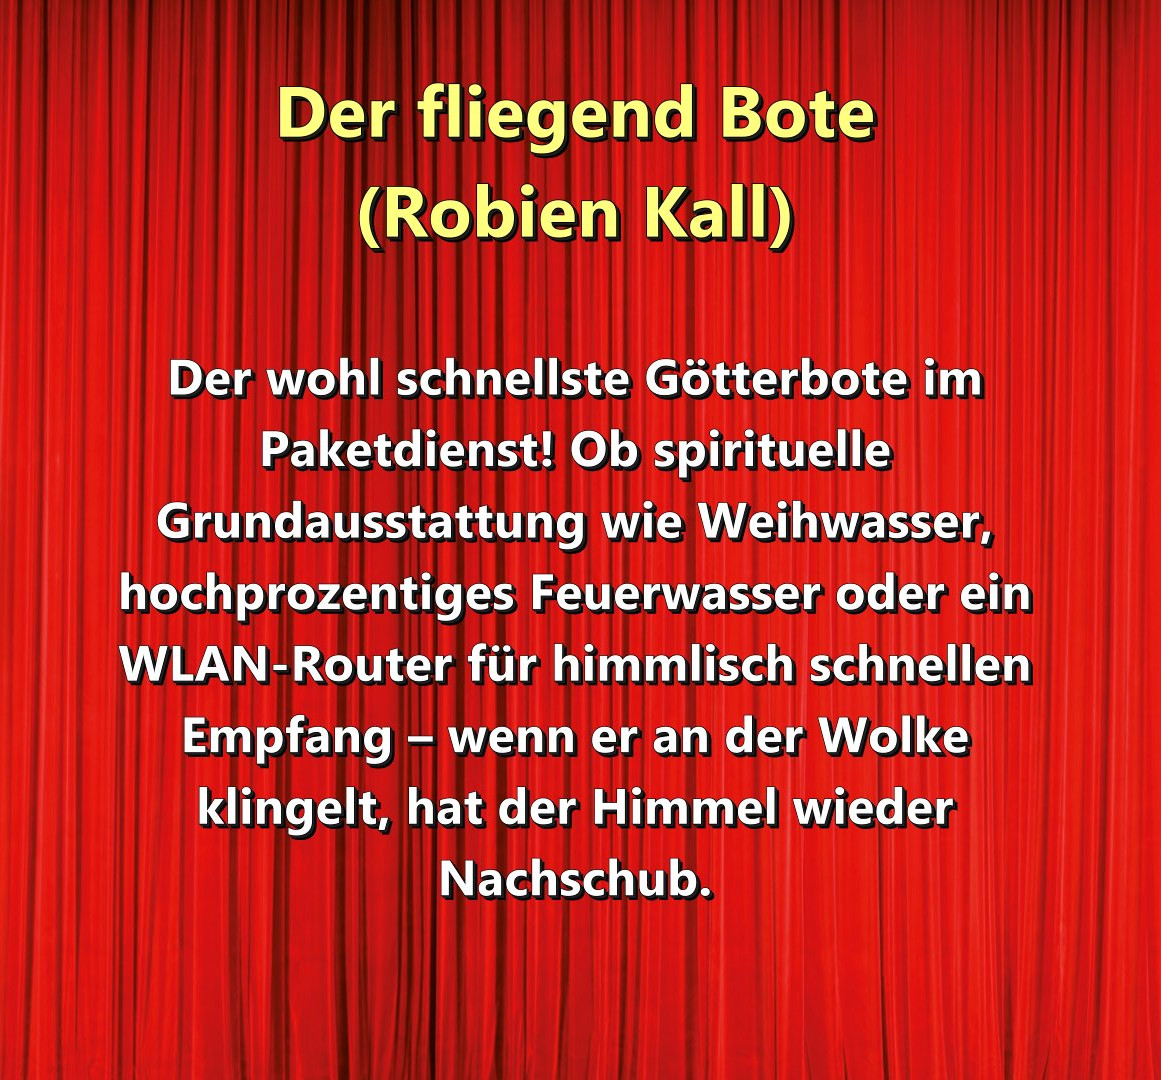 Der fliegend Bote
(Robien Kall)
Der wohl schnellste Götterbote im
Paketdienst! Ob spirituelle
Grundausstattung wie Weihwasser,
hochprozentiges Feuerwasser oder ein
WLAN-Router für himmlisch schnellen
Empfang – wenn er an der Wolke
klingelt, hat der Himmel wieder
Nachschub.